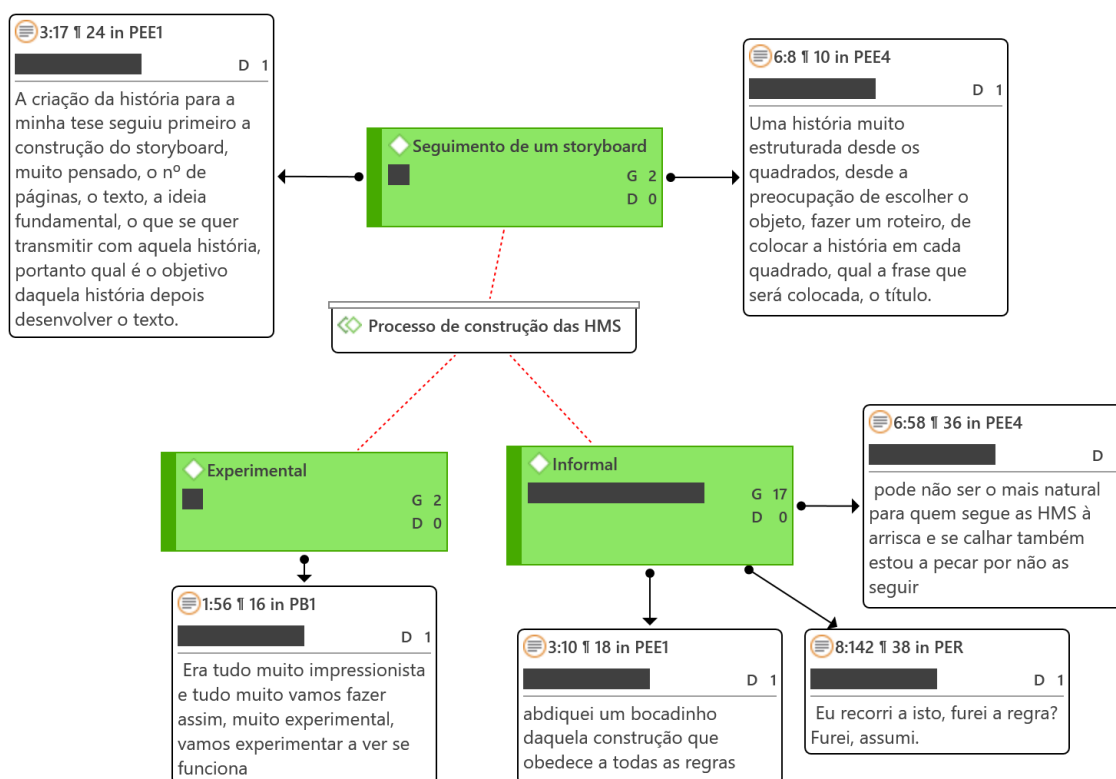 3:17 ¶ 24 in PEE1
D 1
A criação da história para a
minha tese seguiu primeiro a
construção do storyboard,
muito pensado, o nº de
páginas, o texto, a ideia
fundamental, o que se quer
transmitir com aquela história,
portanto qual é o objetivo
daquela história depois
desenvolver o texto.
Seguimento de um storyboard
G 2
D 0
6:8 ¶ 10 in PEE4
D 1
Uma história muito
estruturada desde os
quadrados, desde a
preocupação de escolher o
objeto, fazer um roteiro, de
colocar a história em cada
quadrado, qual a frase que
será colocada, o título.
Processo de construção das HMS
Experimental
G 2
D 0
Informal
G 17
D 0
6:58 ¶ 36 in PEE4
D
pode não ser o mais natural
para quem segue as HMS à
arrisca e se calhar também
estou a pecar por não as
seguir
1:56 ¶ 16 in PB1
D 1
Era tudo muito impressionista
e tudo muito vamos fazer
assim, muito experimental,
vamos experimentar a ver se
funciona
3:10 ¶ 18 in PEE1
D 1
abdiquei um bocadinho
daquela construção que
obedece a todas as regras
8:142 ¶ 38 in PER
D 1
Eu recorri a isto, furei a regra?
Furei, assumi.